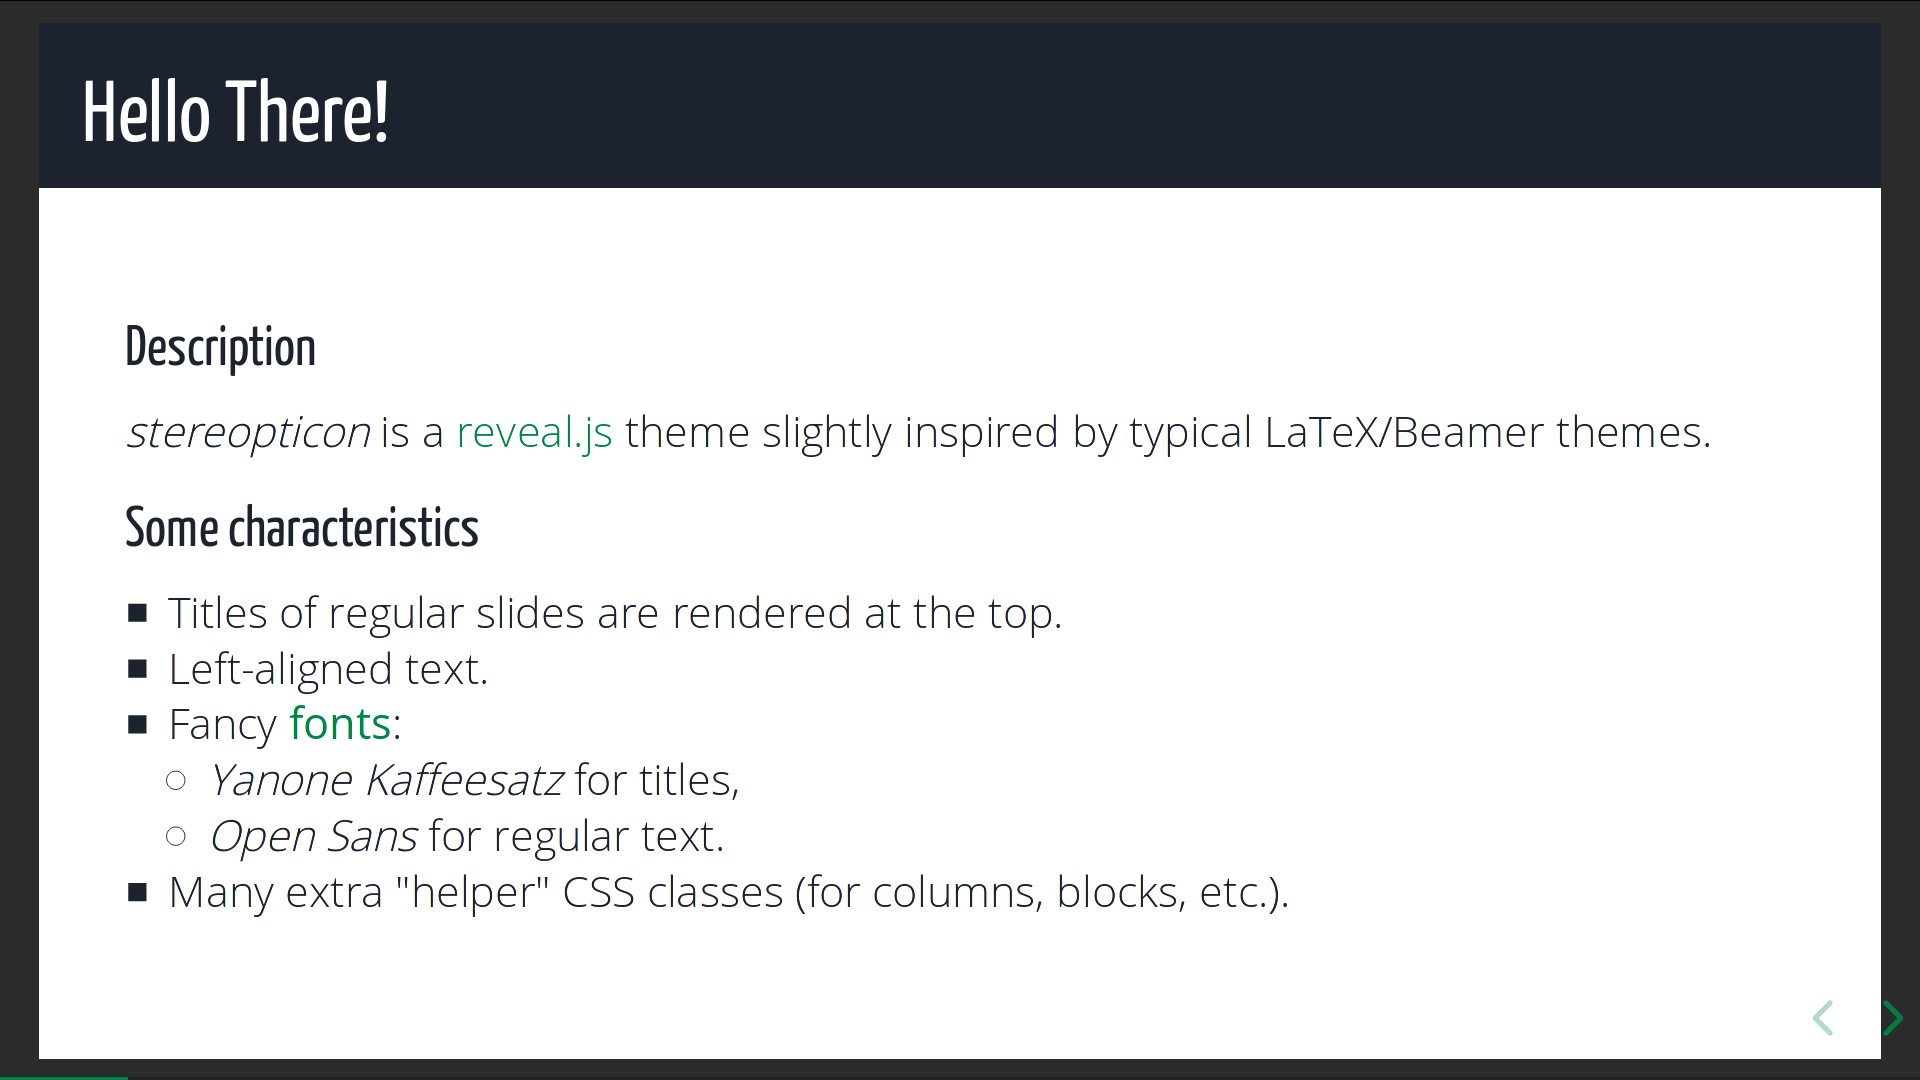 Hello There!
Description
stereopticon is a reveal.js theme slightly inspired by typical LaTeX/Beamer themes.
Some characteristics
Titles of regular slides are rendered at the top.
Left-aligned text.
Fancy fonts:
Yanone Kaffeesatz for titles,
Open Sans for regular text.
Many extra "helper" CSS classes (for columns, blocks, etc.).